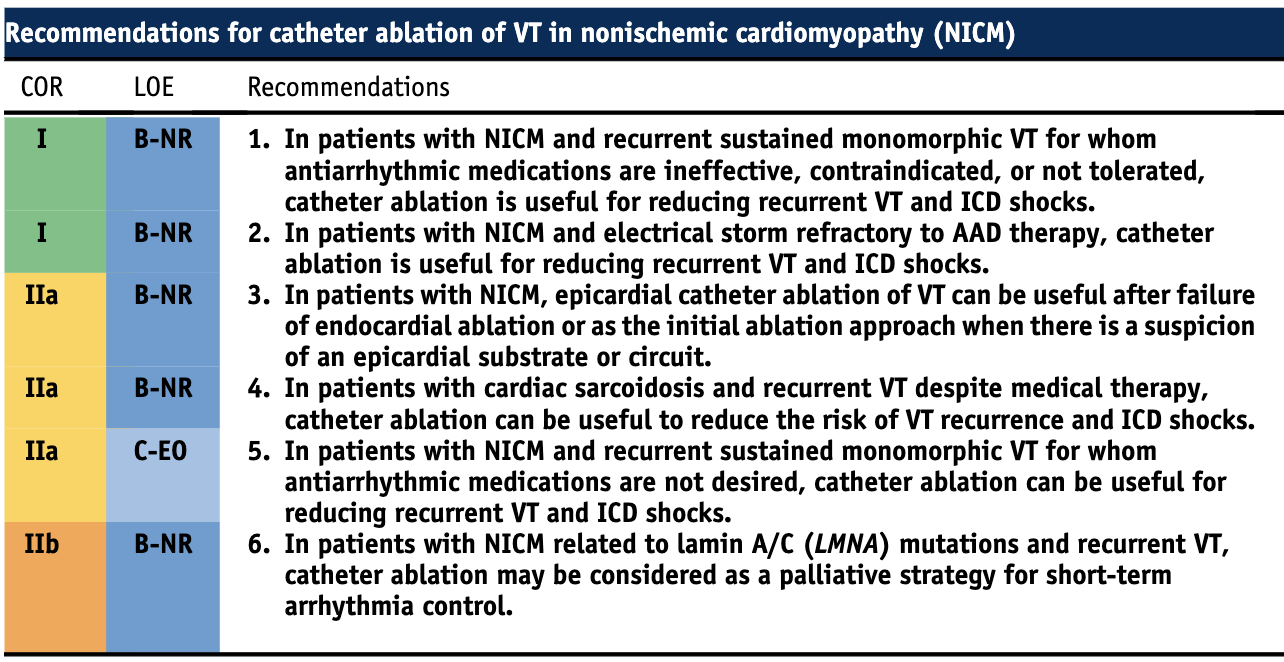 Recommendations for catheter ablation of VT in nonischemic cardiomyopathy (NICM)
COR LOE Recommendations
I B-NR 1. In patients with NICM and recurrent sustained monomorphic VT for whom
antiarrhythmic medications are ineffective, contraindicated, or not tolerated,
catheter ablation is useful for reducing recurrent VT and ICD shocks.
I B-NR 2. In patients with NICM and electrical storm refractory to AAD therapy, catheter
ablation is useful for reducing recurrent VT and ICD shocks.
IIa B-NR 3. In patients with NICM, epicardial catheter ablation of VT can be useful after failure
of endocardial ablation or as the initial ablation approach when there is a suspicion
of an epicardial substrate or circuit.
IIa B-NR 4. In patients with cardiac sarcoidosis and recurrent VT despite medical therapy,
catheter ablation can be useful to reduce the risk of VT recurrence and ICD shocks.
IIa C-EO 5. In patients with NICM and recurrent sustained monomorphic VT for whom
antiarrhythmic medications are not desired, catheter ablation can be useful for
reducing recurrent VT and ICD shocks.
IIb B-NR 6. In patients with NICM related to lamin A/C (LMNA) mutations and recurrent VT,
catheter ablation may be considered as a palliative strategy for short-term
arrhythmia control.